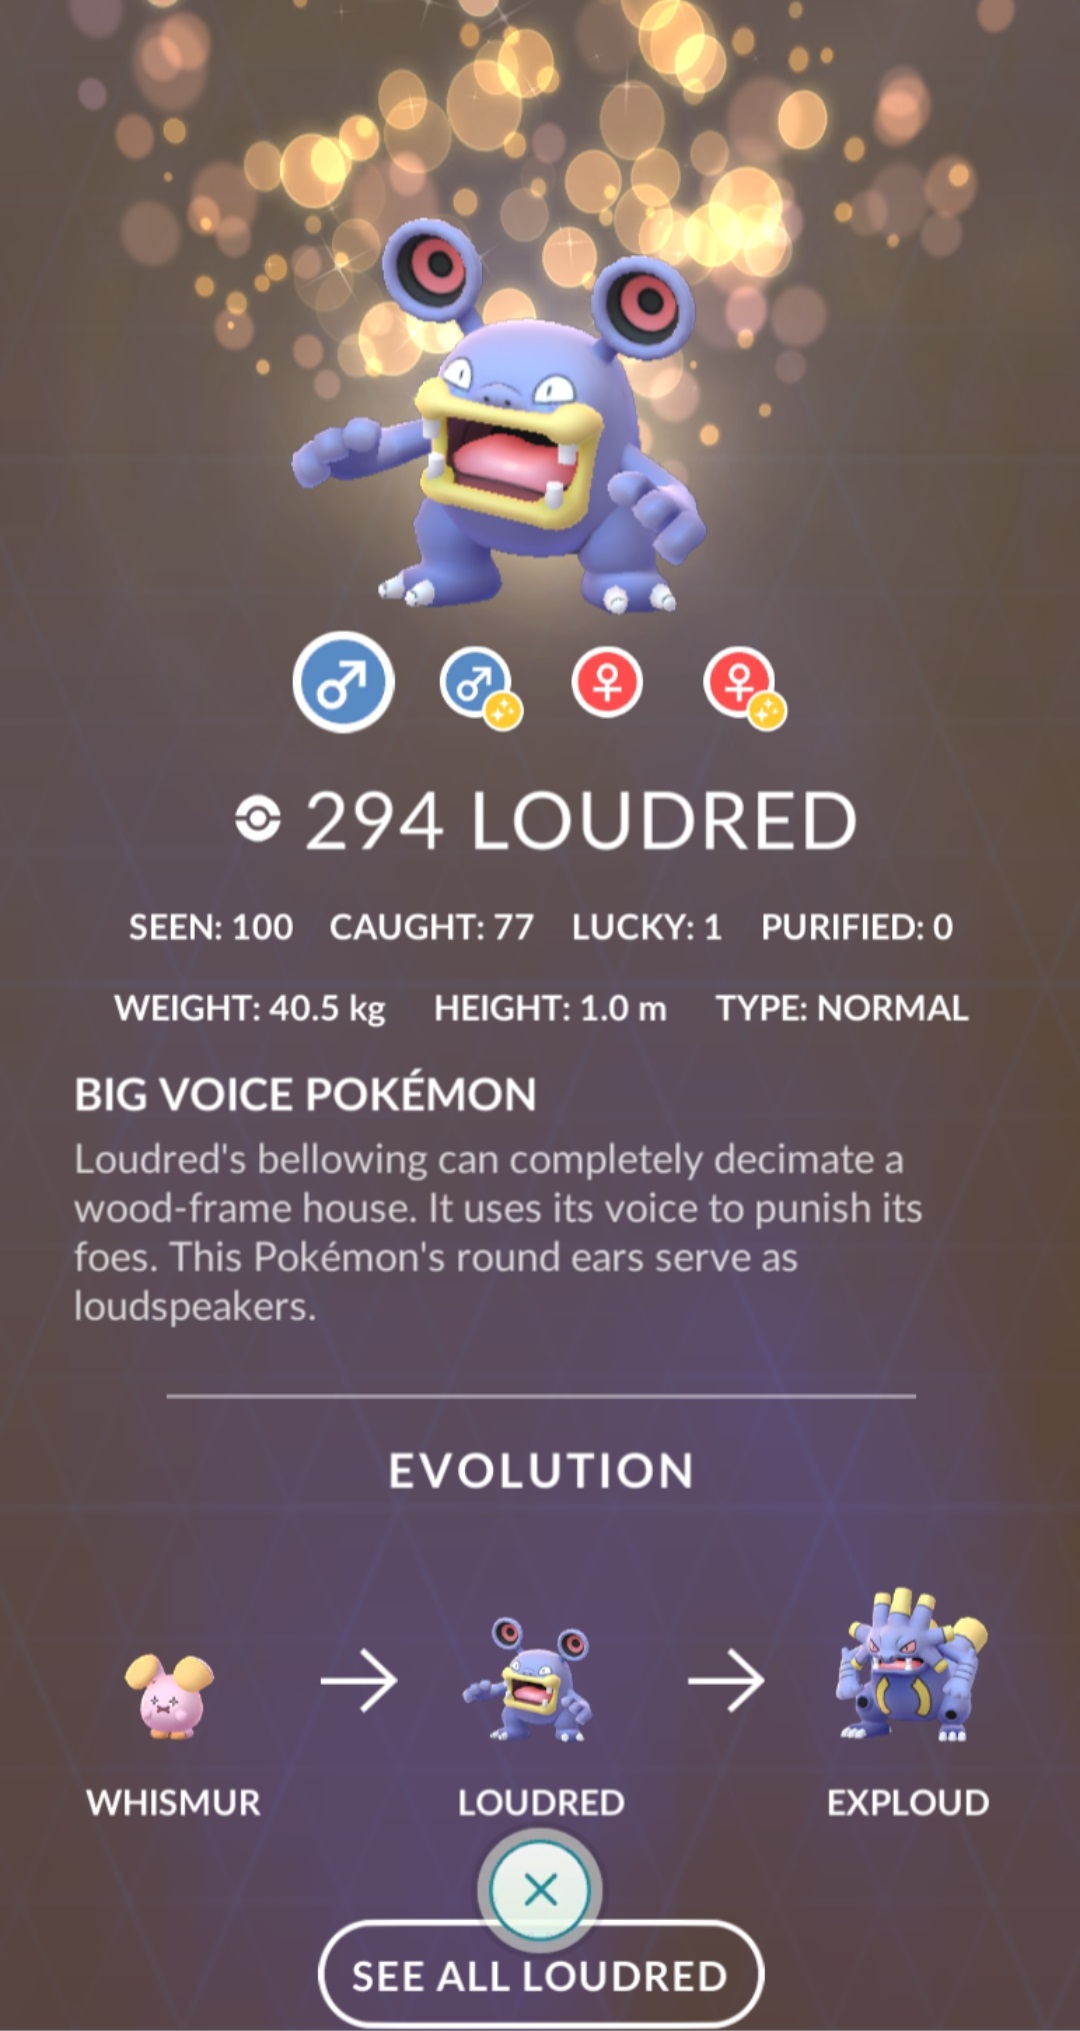 294 LOUDRED
SEEN: 100 CAUGHT: 77 LUCKY: 1 PURIFIED: 0
WEIGHT: 40.5 kg HEIGHT: 1.0 m TYPE: NORMAL
BIG VOICE POKÉMON
Loudred's bellowing can completely decimate a
wood-frame house. It uses its voice to punish its
foes. This Pokémon's round ears serve as
loudspeakers.
EVOLUTION
WHISMUR LOUDRED EXPLOUD
SEE ALL LOUDRED